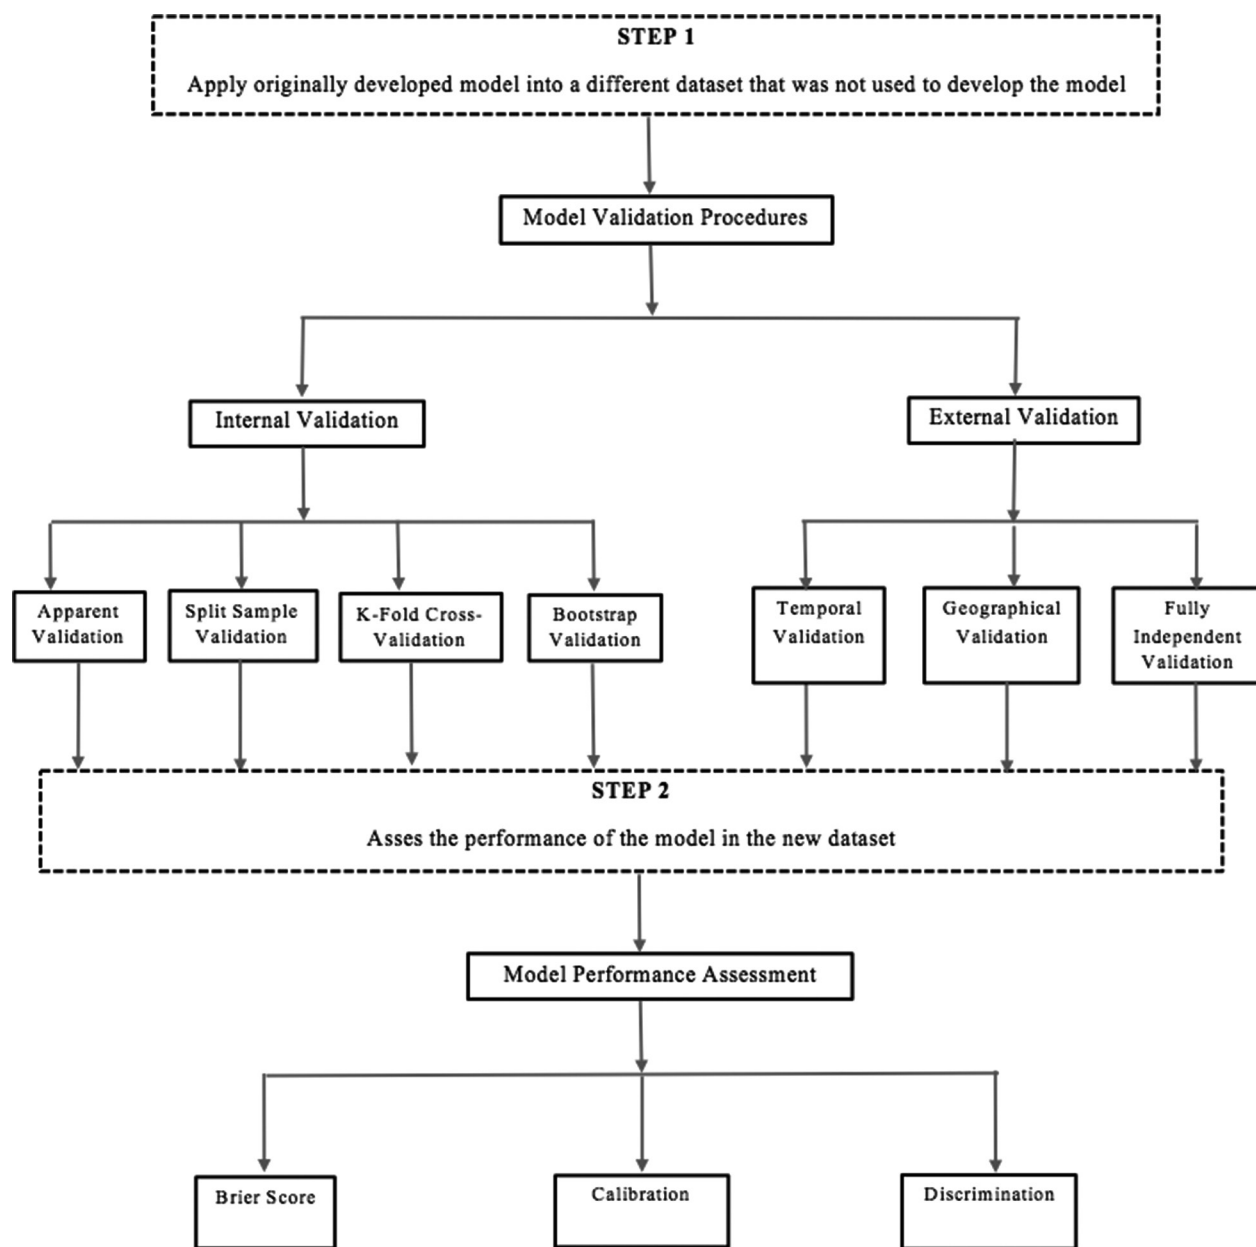 STEP 1
Apply originally developed model into a different dataset that was not used to develop the model
Model Validation Procedures
Internal Validation
External Validation
Apparent
Validation
Split Sample
Validation
K-Fold Cross-
Validation
Bootstrap
Validation
Temporal
Validation
Geographical
Validation
Fully
Independent
Validation
STEP 2
Asses the performance of the model in the new dataset
Model Performance Assessment
Brier Score
Calibration
Discrimination